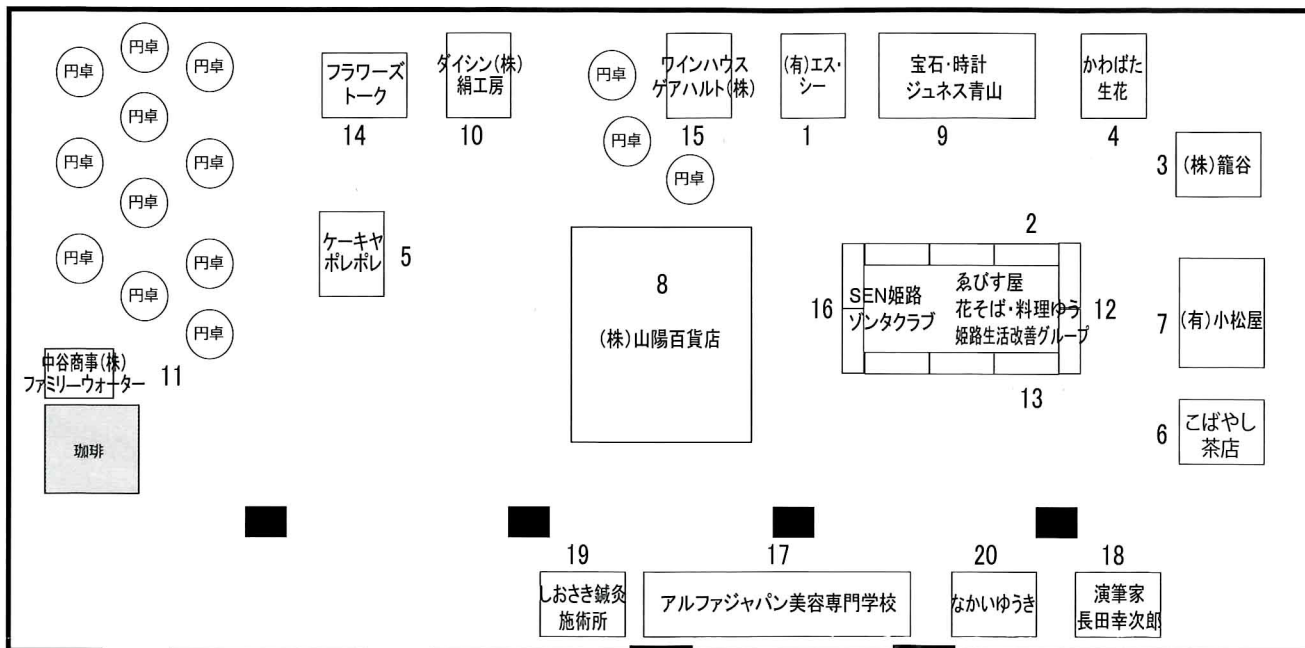 円卓
円卓
円卓
円卓
円卓
円卓
円卓
円卓
円卓
円卓
円卓
フラワーズ
トーク
14
ダイシン(株)
絹工房
10
円卓
円卓
円卓
ワインハウス
ゲアハルト(株)
15
(有)エス・
シー
1
宝石・時計
ジュネス青山
9
かわばた
生花
4
3
(株)籠谷
ケーキヤ
ポレポレ
5
8
(株)山陽百貨店
2
16
SEN姫路
ゾンタクラブ
ゑびす屋
花そば・料理ゆう
姫路生活改善グループ
12
13
7
(有)小松屋
6
こばやし
茶店
中谷商事(株)
ファミリーウォーター
11
珈琲
19
しおさき鍼灸
施術所
17
アルファジャパン美容専門学校
20
なかいゆうき
18
演筆家
長田幸次郎